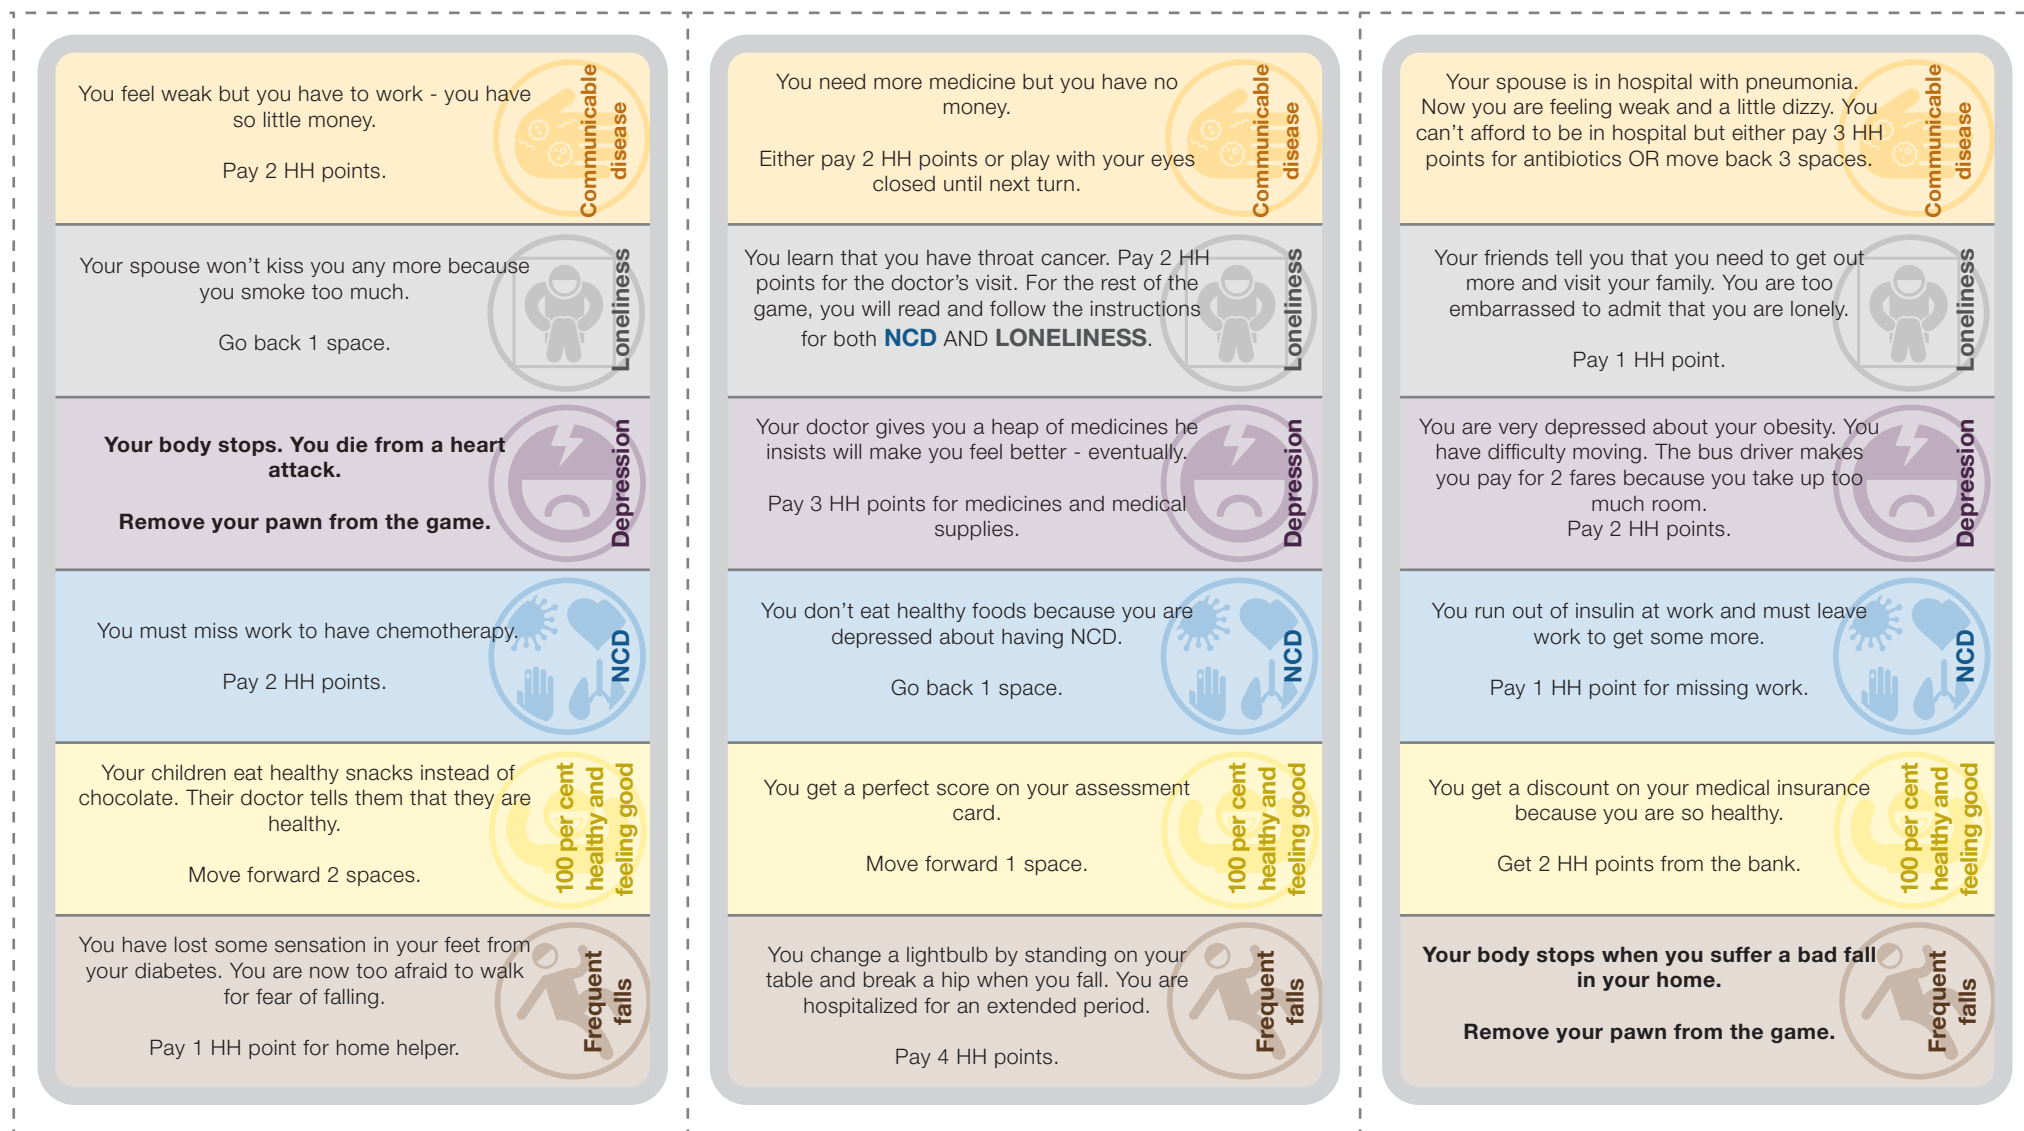 You feel weak but you have to work - you have
so little money.
Pay 2 HH points.
Communicable
disease
Your spouse won't kiss you any more because
you smoke too much.
Go back 1 space.
Loneliness
Your body stops. You die from a heart
attack.
Remove your pawn from the game.
Depression
You must miss work to have chemotherapy.
Pay 2 HH points.
NCD
Your children eat healthy snacks instead of
chocolate. Their doctor tells them that they are
healthy.
Move forward 2 spaces.
100 per cent
healthy and
feeling good
You have lost some sensation in your feet from
your diabetes. You are now too afraid to walk
for fear of falling.
Pay 1 HH point for home helper.
Frequent
falls
You need more medicine but you have no
money.
Either pay 2 HH points or play with your eyes
closed until next turn.
Communicable
disease
You learn that you have throat cancer. Pay 2 HH
points for the doctor's visit. For the rest of the
game, you will read and follow the instructions
for both NCD AND LONELINESS.
Loneliness
Your doctor gives you a heap of medicines he
insists will make you feel better - eventually.
Pay 3 HH points for medicines and medical
supplies.
Depression
You don't eat healthy foods because you are
depressed about having NCD.
Go back 1 space.
NCD
You get a perfect score on your assessment
card.
Move forward 1 space.
100 per cent
healthy and
feeling good
You change a lightbulb by standing on your
table and break a hip when you fall. You are
hospitalized for an extended period.
Pay 4 HH points.
Frequent
falls
Your spouse is in hospital with pneumonia.
Now you are feeling weak and a little dizzy. You
can't afford to be in hospital but either pay 3 HH
points for antibiotics OR move back 3 spaces.
Communicable
disease
Your friends tell you that you need to get out
more and visit your family. You are too
embarrassed to admit that you are lonely.
Pay 1 HH point.
Loneliness
You are very depressed about your obesity. You
have difficulty moving. The bus driver makes
you pay for 2 fares because you take up too
much room.
Pay 2 HH points.
Depression
You run out of insulin at work and must leave
work to get some more.
Pay 1 HH point for missing work.
NCD
You get a discount on your medical insurance
because you are so healthy.
Get 2 HH points from the bank.
100 per cent
healthy and
feeling good
Your body stops when you suffer a bad fall
in your home.
Remove your pawn from the game.
Frequent
falls